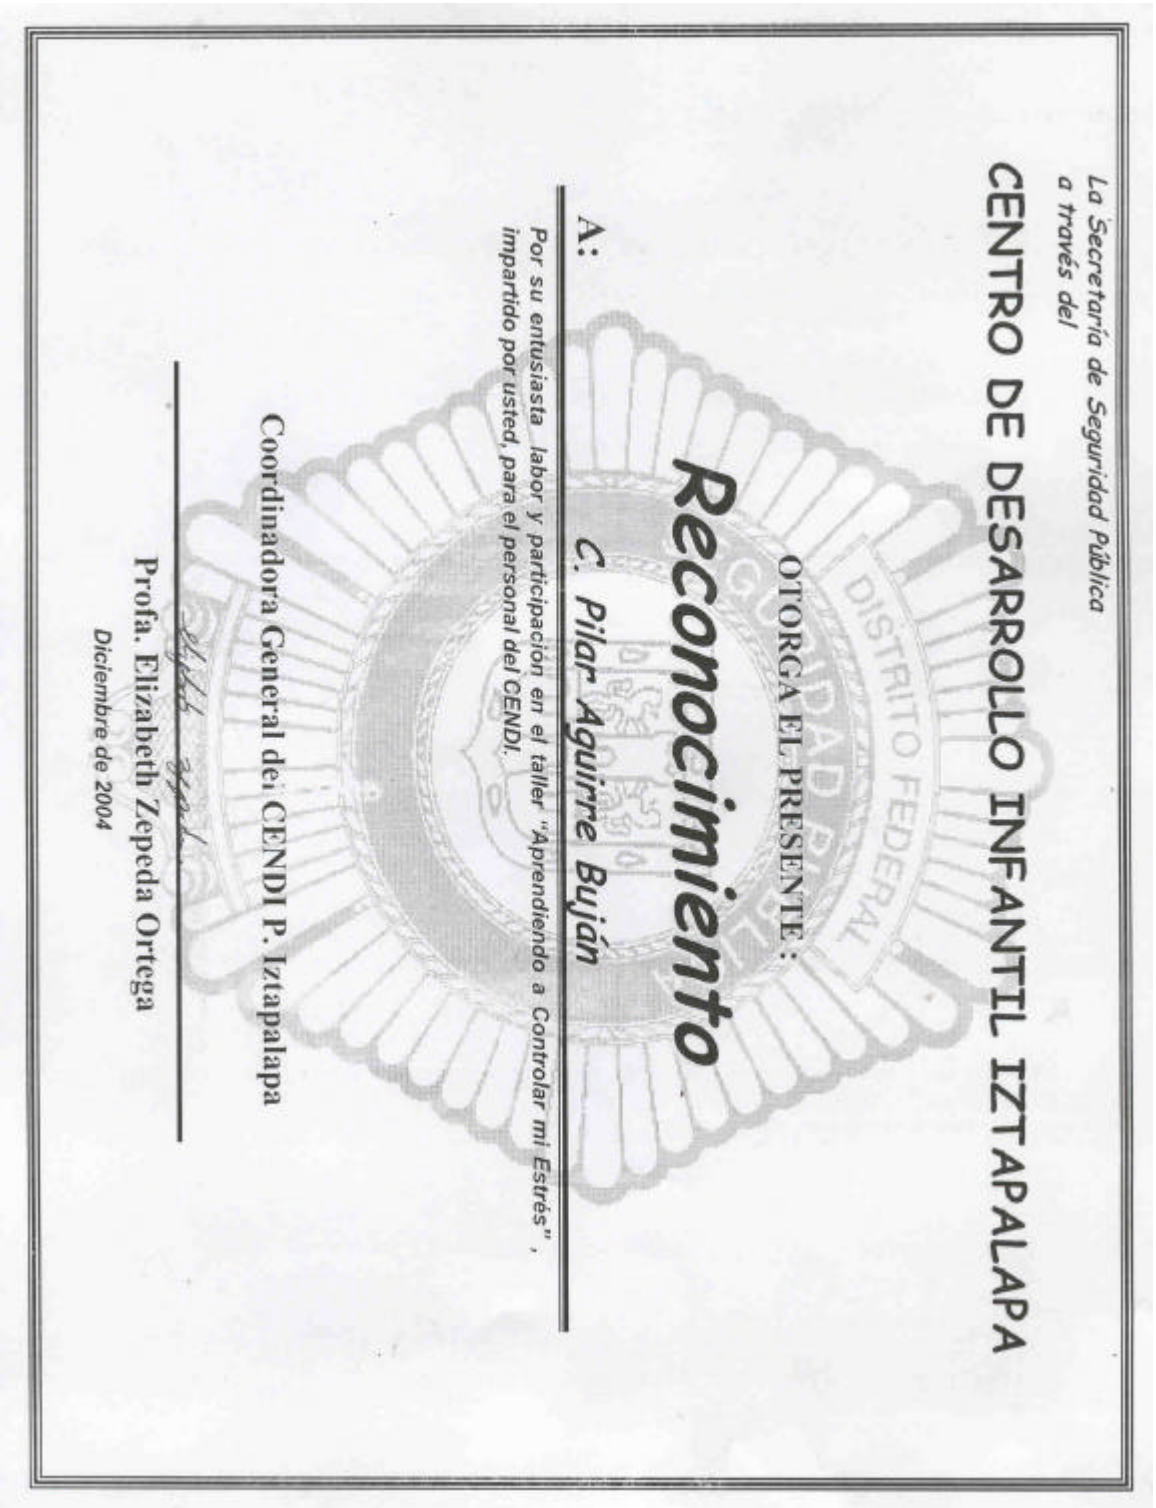 La Secretaría de Seguridad Pública
a través del
CENTRO DE DESARROLLO INFANTIL IZTAPALAPA
DISTRITO FEDERAL
OTORGA EL PRESENTE :
Reconocimiento
A: C. Pilar Aguirre Buján
Por su entusiasta labor y participación en el taller "Aprendiendo a Controlar mi Estrés" ,
impartido por usted, para el personal del CENDI.
Coordinadora General del CENDI P. Iztapalapa
Profa. Elizabeth Zepeda Ortega
Diciembre de 2004